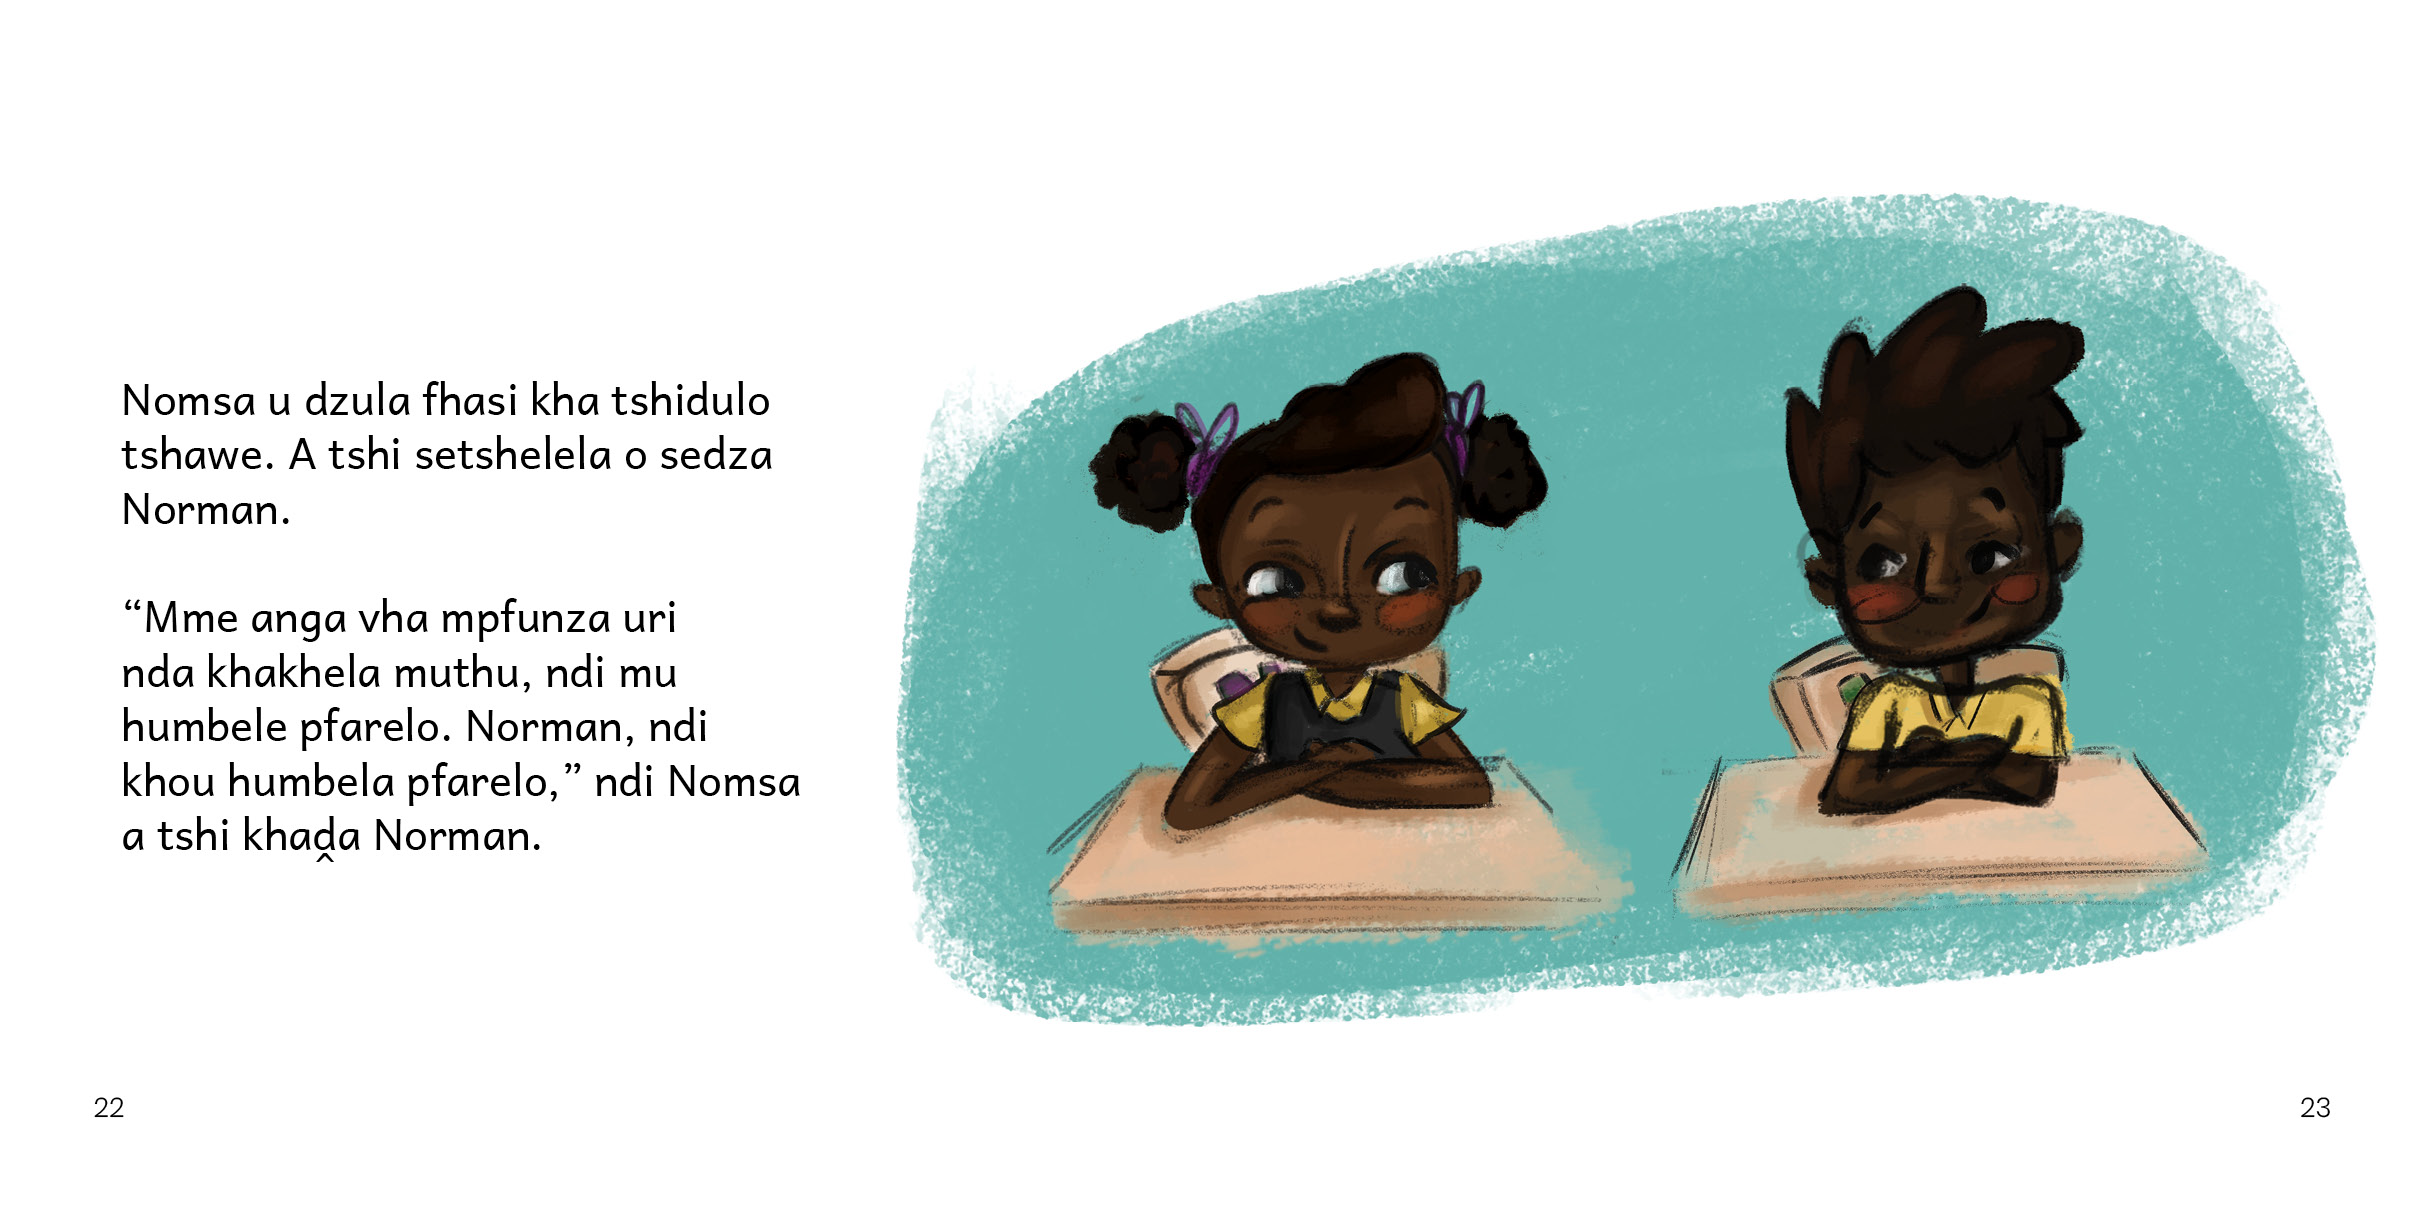 Nomsa u dzula fhasi kha tshidulo
tshawe. A tshi setshelela o sedza
Norman.
“Mme anga vha mpfunza uri
nda khakhela muthu, ndi mu
humbele pfarelo. Norman, ndi
khou humbela pfarelo,” ndi Nomsa
a tshi khaḓa Norman.
22
23